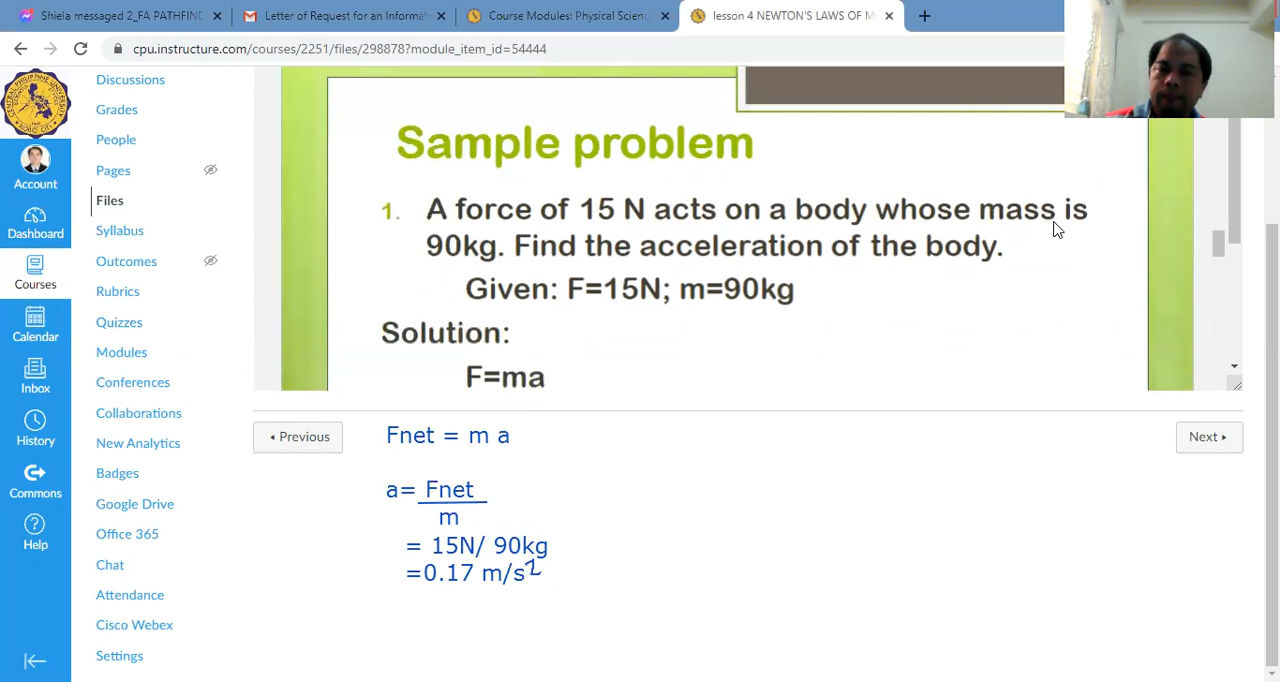 Shiela messaged 2_FA PATHFIND
Letter of Request for an Informat
Course Modules: Physical Scienc
lesson 4 NEWTON'S LAWS OF M
cpu.instructure.com/courses/2251/files/298878?module_item_id=54444
Account
Dashboard
Courses
Calendar
Inbox
History
Commons
Help
Discussions
Grades
People
Pages
Files
Syllabus
Outcomes
Rubrics
Quizzes
Modules
Conferences
Collaborations
New Analytics
Badges
Google Drive
Office 365
Chat
Attendance
Cisco Webex
Settings
Sample problem
1. A force of 15 N acts on a body whose mass is
90kg. Find the acceleration of the body.
Given: F=15N; m=90kg
Solution:
F=ma
Previous
Next
Fnet = m a
a= Fnet
m
= 15N/ 90kg
=0.17 m/s2